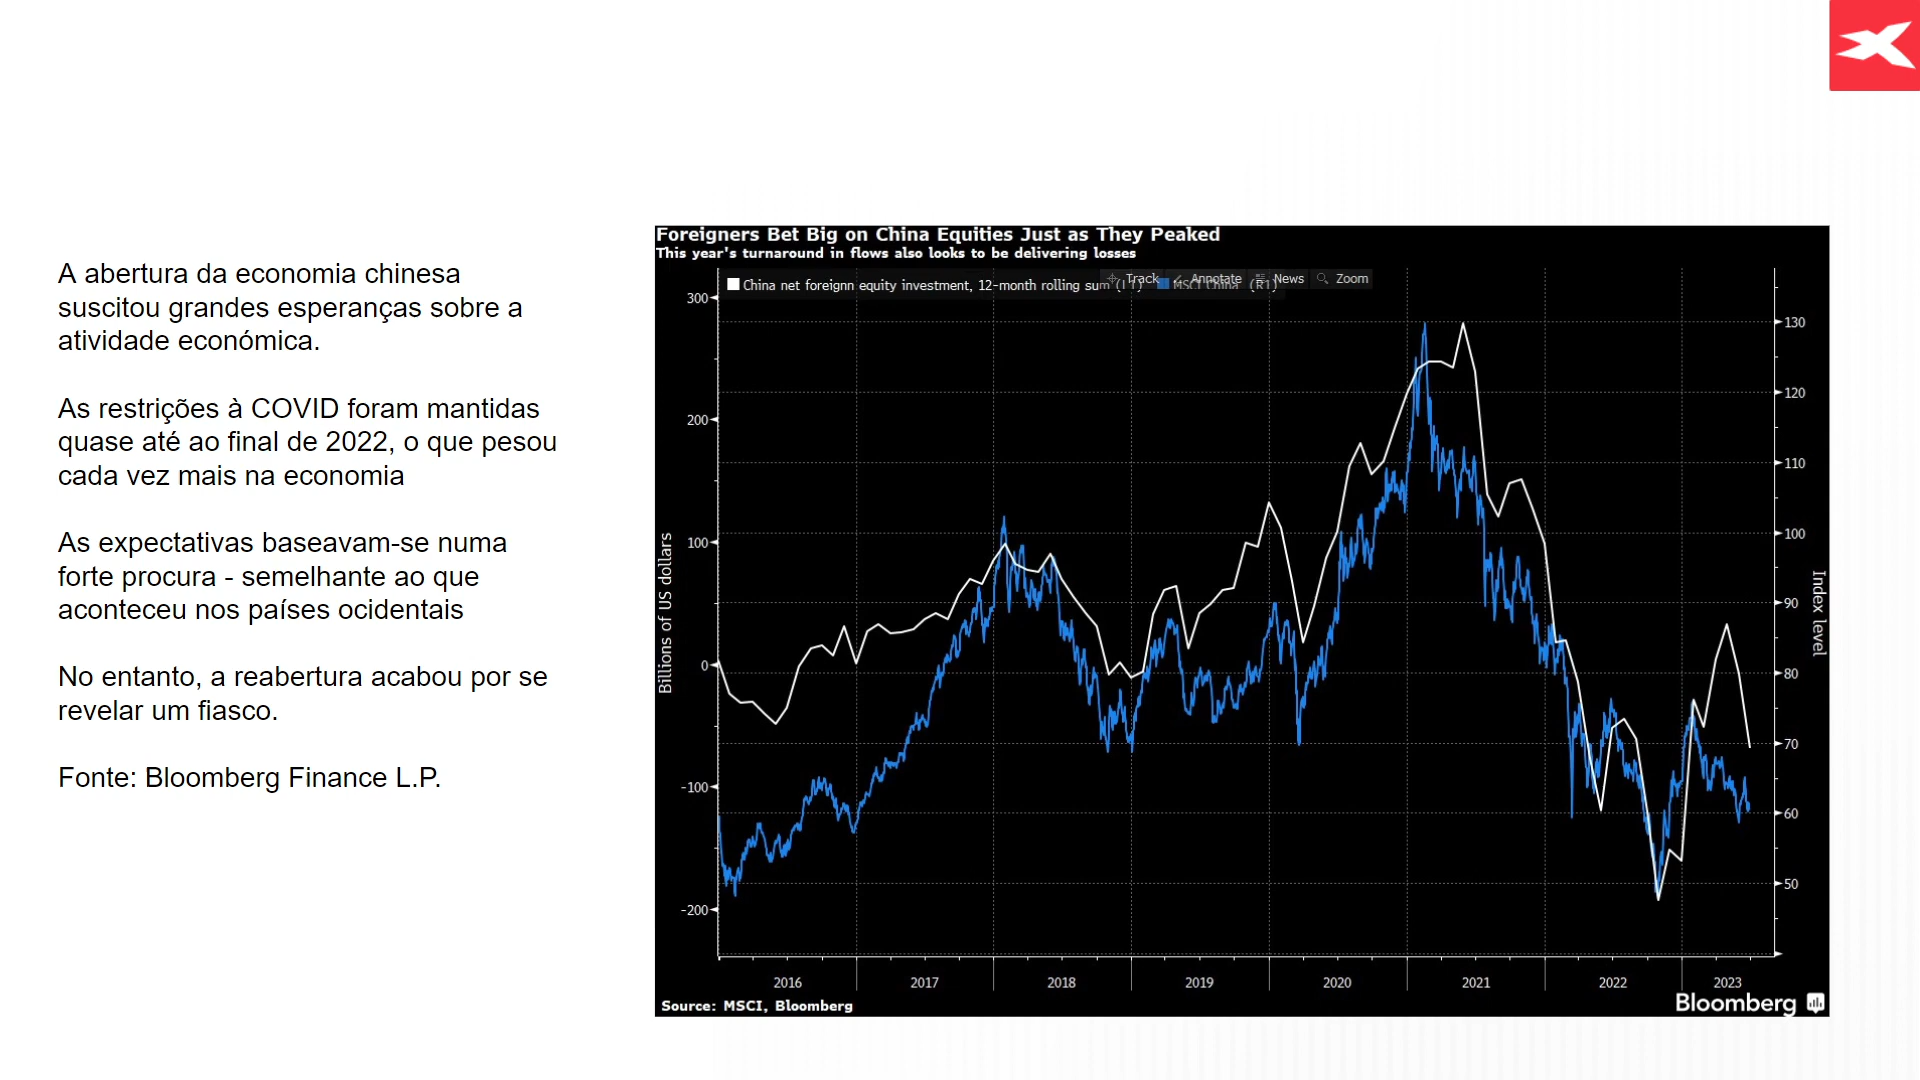 A abertura da economia chinesa
suscitou grandes esperanças sobre a
atividade económica.
As restrições à COVID foram mantidas
quase até ao final de 2022, o que pesou
cada vez mais na economia
As expectativas baseavam-se numa
forte procura - semelhante ao que
aconteceu nos países ocidentais
No entanto, a reabertura acabou por se
revelar um fiasco.
Fonte: Bloomberg Finance L.P.
Foreigners Bet Big on China Equities Just as They Peaked
This year's turnaround in flows also looks to be delivering losses
Track Annotate News Zoom
China net foreignn equity investment, 12-month rolling sum (L1) MSCI China (R1)
300
200
100
0
-100
-200
Billions of US dollars
130
120
110
100
90
80
70
60
50
Index level
2016 2017 2018 2019 2020 2021 2022 2023
Source: MSCI, Bloomberg
Bloomberg